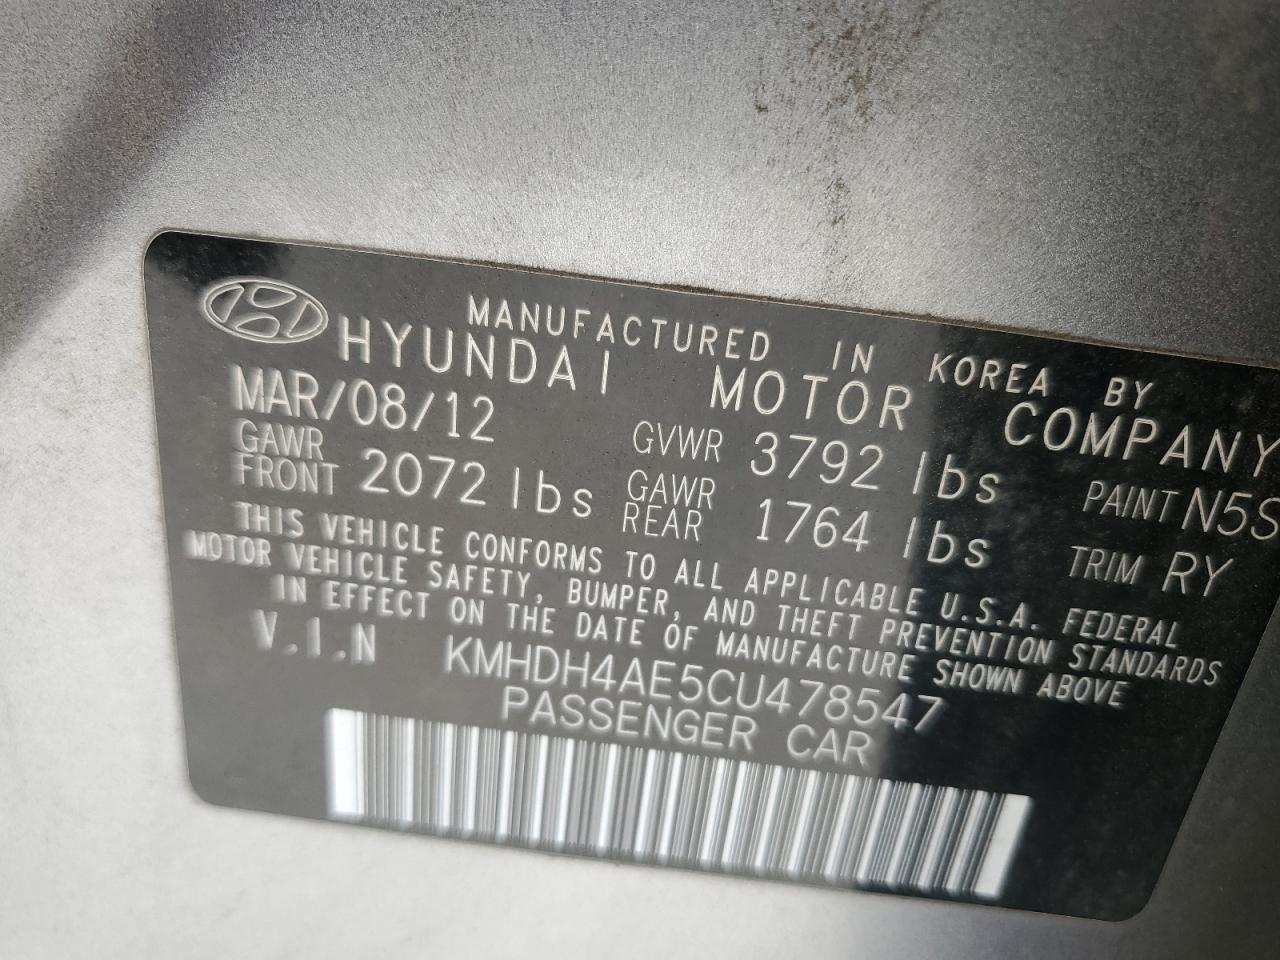 MANUFACTURED IN KOREA BY
HYUNDAI MOTOR COMPANY
MAR/08/12 GVWR 3792 lbs PAINT N5S
GAWR FRONT 2072 lbs GAWR REAR 1764 lbs TRIM RY
THIS VEHICLE CONFORMS TO ALL APPLICABLE U.S.A. FEDERAL
MOTOR VEHICLE SAFETY, BUMPER, AND THEFT PREVENTION STANDARDS
IN EFFECT ON THE DATE OF MANUFACTURE SHOWN ABOVE
V.I.N KMHDH4AE5CU478547
PASSENGER CAR